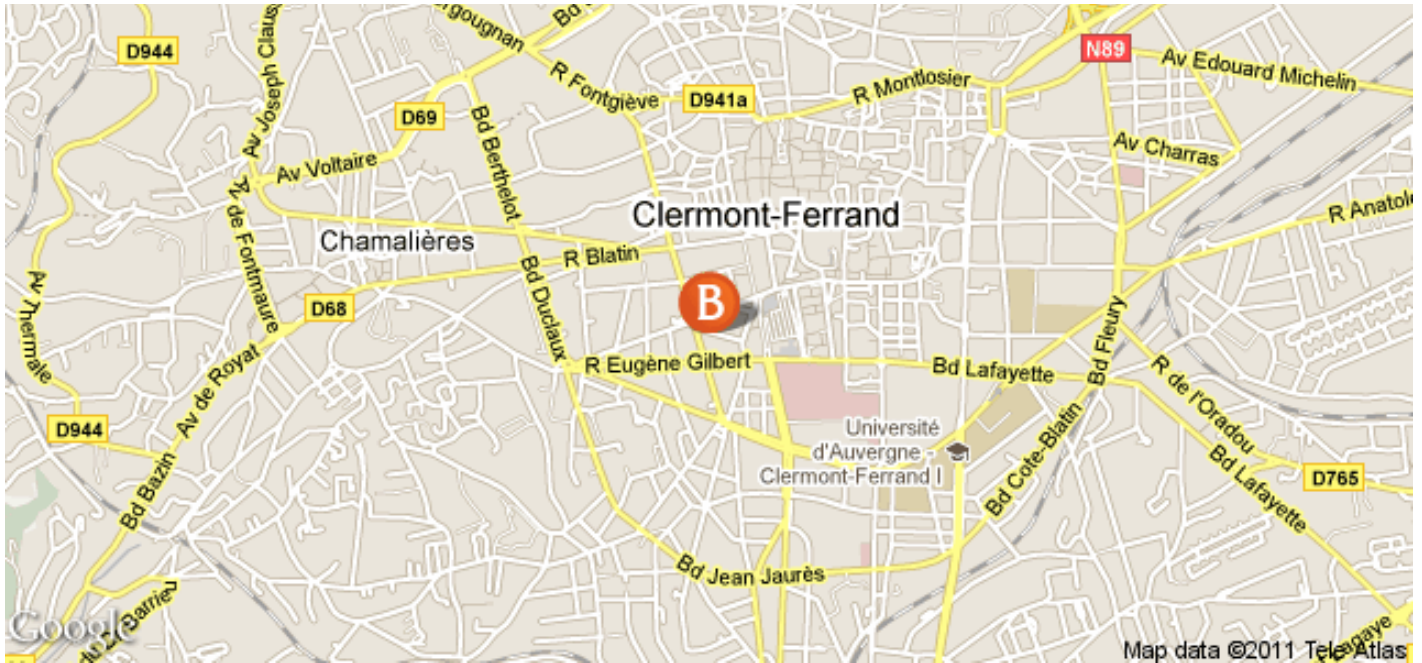 D944
Av Joseph Claus
rgougnan
Bd
N89
Av Edouard Michelin
R Fontgiève
D941a
R Montlosier
D69
Av Voltaire
Bd Berthelot
Av Charras
Av de Fontmaure
Clermont-Ferrand
R Anatole
Chamalières
R Blatin
Av Thermale
D68
Bd Duclaux
B
Bd Fleury
Av de Royat
R Eugène Gilbert
Bd Lafayette
R de l'Oradou
D944
Université
d'Auvergne -
Clermont-Ferrand I
Bd Cote-Blatin
Bd Bazin
Bd Lafayette
D765
Bd Jean Jaurès
Google
Map data ©2011 Tele Atlas